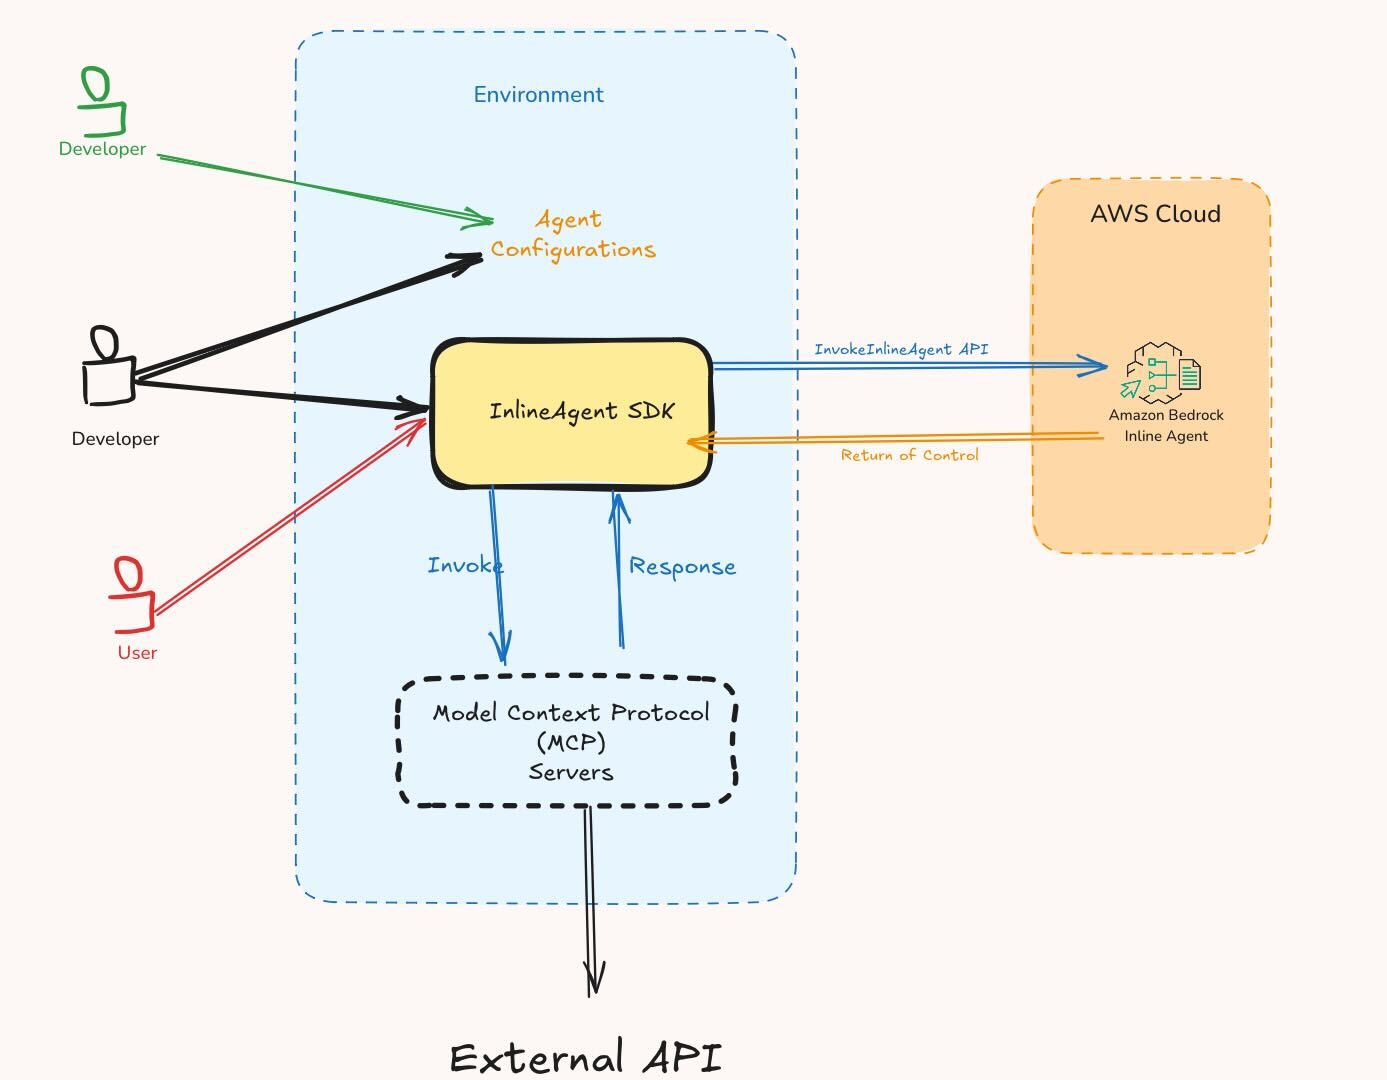 Environment
Developer
Agent
Configurations
AWS Cloud
InvokeInlineAgent API
InlineAgent SDK
Amazon Bedrock
Inline Agent
Return of Control
Developer
Invoke
Response
User
Model Context Protocol
(MCP)
Servers
External API